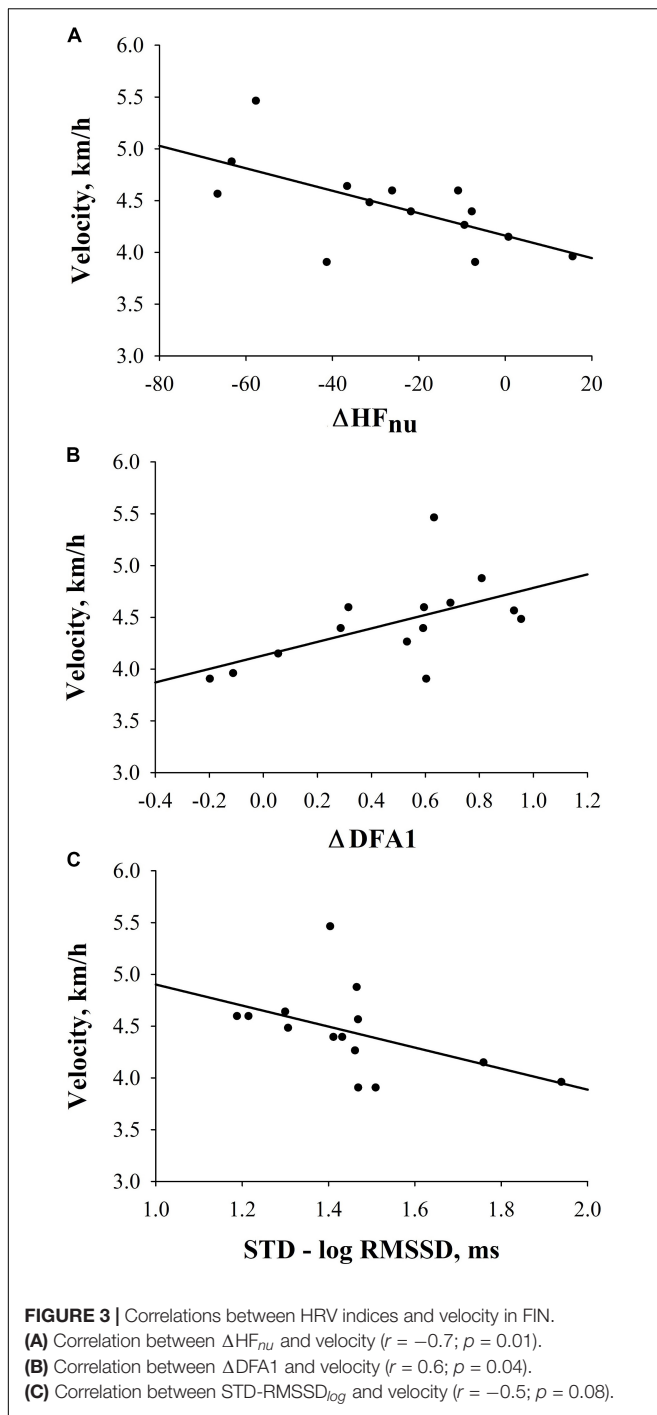 A
6.0
5.5
5.0
4.5
4.0
3.5
3.0
Velocity, km/h
-80 -60 -40 -20 0 20
ΔHFnu
B
6.0
5.5
5.0
4.5
4.0
3.5
3.0
Velocity, km/h
-0.4 -0.2 0.0 0.2 0.4 0.6 0.8 1.0 1.2
ΔDFA1
C
6.0
5.5
5.0
4.5
4.0
3.5
3.0
Velocity, km/h
1.0 1.2 1.4 1.6 1.8 2.0
STD - log RMSSD, ms
FIGURE 3 | Correlations between HRV indices and velocity in FIN.
(A) Correlation between ΔHFnu and velocity (r = −0.7; p = 0.01).
(B) Correlation between ΔDFA1 and velocity (r = 0.6; p = 0.04).
(C) Correlation between STD-RMSSDlog and velocity (r = −0.5; p = 0.08).